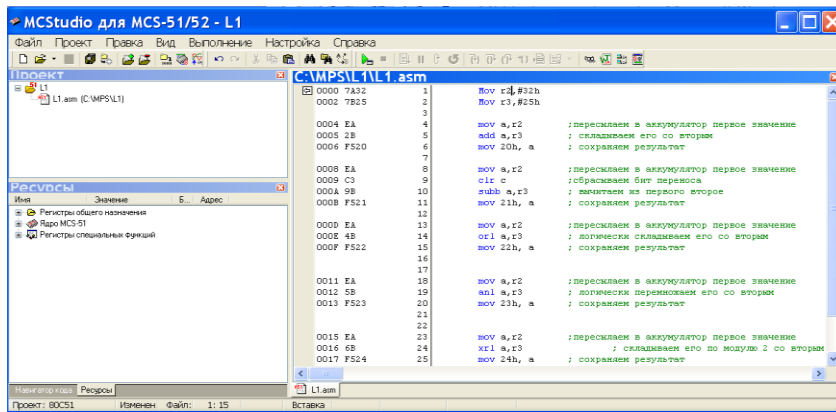 MCStudio для MCS-51/52 - L1
Файл Проект Правка Вид Выполнение Настройка Справка
Проект
L1
L1.asm (C:\MPS\L1)
Ресурсы
Имя Значение Б... Адрес
Регистры общего назначения
Ядро MCS-51
Регистры специальных функций
Навигатор кода Ресурсы
C:\MPS\L1\L1.asm
0000 7A32 1 Mov r2,#32h
0002 7B25 2 Mov r3,#25h
3
0004 EA 4 mov a,r2 ;пересылаем в аккумулятор первое значение
0005 2B 5 add a,r3 ; складываем его со вторым
0006 F520 6 mov 20h, a ; сохраняем результат
7
0008 EA 8 mov a,r2 ;пересылаем в аккумулятор первое значение
0009 C3 9 clr c ;сбрасываем бит переноса
000A 9B 10 subb a,r3 ; вычитаем из первого второе
000B F521 11 mov 21h, a ; сохраняем результат
12
000D EA 13 mov a,r2 ;пересылаем в аккумулятор первое значение
000E 4B 14 orl a,r3 ; логически складываем его со вторым
000F F522 15 mov 22h, a ; сохраняем результат
16
17
0011 EA 18 mov a,r2 ;пересылаем в аккумулятор первое значение
0012 5B 19 anl a,r3 ; логически перемножаем его со вторым
0013 F523 20 mov 23h, a ; сохраняем результат
21
22
0015 EA 23 mov a,r2 ;пересылаем в аккумулятор первое значение
0016 6B 24 xrl a,r3 ; складываем его по модулю 2 со вторым
0017 F524 25 mov 24h, a ; сохраняем результат
L1.asm
Проект: 80C51 Изменен Файл: 1: 15 Вставка